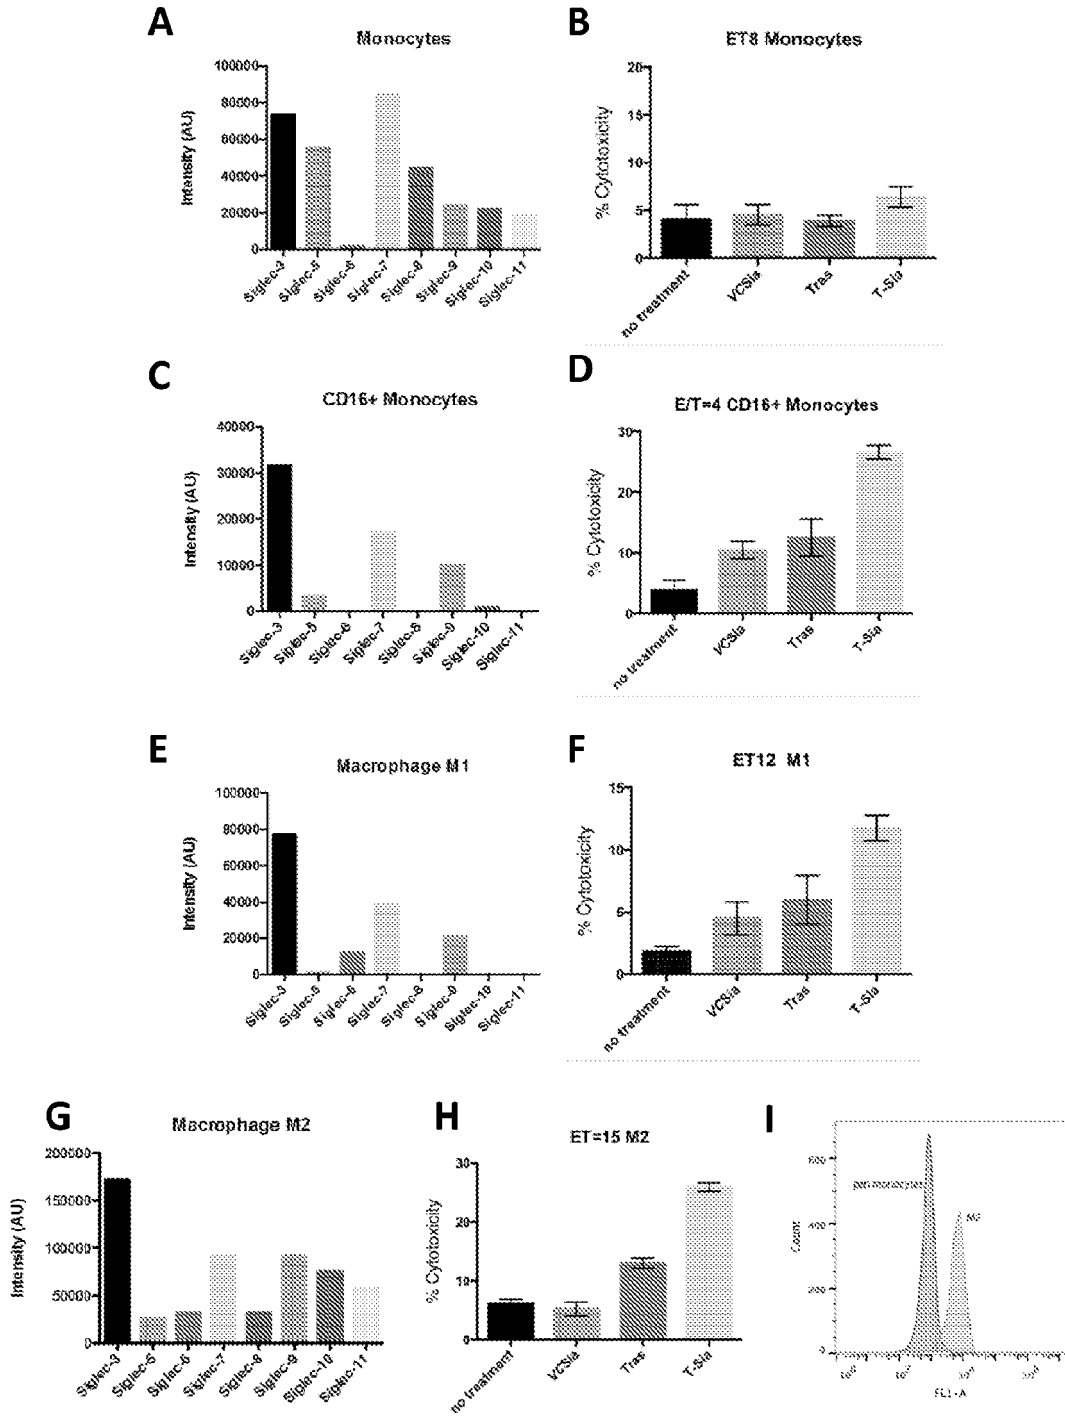 A
Monocytes
Intensity (AU)
100000
80000
60000
40000
20000
0
Siglec-3
Siglec-5
Siglec-6
Siglec-7
Siglec-8
Siglec-9
Siglec-10
Siglec-11
B
ET8 Monocytes
% Cytotoxicity
20
15
10
5
0
no treatment
VCSia
Tras
T-Sia
C
CD16+ Monocytes
Intensity (AU)
40000
30000
20000
10000
0
Siglec-3
Siglec-5
Siglec-6
Siglec-7
Siglec-8
Siglec-9
Siglec-10
Siglec-11
D
E/T=4 CD16+ Monocytes
% Cytotoxicity
30
20
10
0
no treatment
VCSia
Tras
T-Sia
E
Macrophage M1
Intensity (AU)
100000
80000
60000
40000
20000
0
Siglec-3
Siglec-5
Siglec-6
Siglec-7
Siglec-8
Siglec-9
Siglec-10
Siglec-11
F
ET12 M1
% Cytotoxicity
15
10
5
0
no treatment
VCSia
Tras
T-Sia
G
Macrophage M2
Intensity (AU)
200000
150000
100000
50000
0
Siglec-3
Siglec-5
Siglec-6
Siglec-7
Siglec-8
Siglec-9
Siglec-10
Siglec-11
H
ET=15 M2
% Cytotoxicity
30
20
10
0
no treatment
VCSia
Tras
T-Sia
I
Count
600
400
200
0
pan monocytes
M2
FL1-A